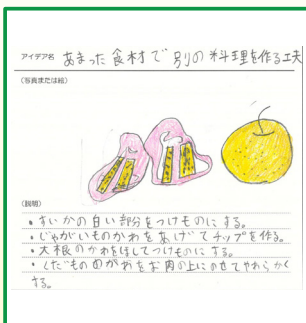 アイデア名 あまった食材で別の料理を作る工夫
(写真または絵)
(説明)
・すいかの白い部分をつけものにする。
・じゃがいものかわをあげてチップを作る。
・大根のかわをほしてつけものにする。
・くだもののかわをお肉の上にのせてやわらかく
する。